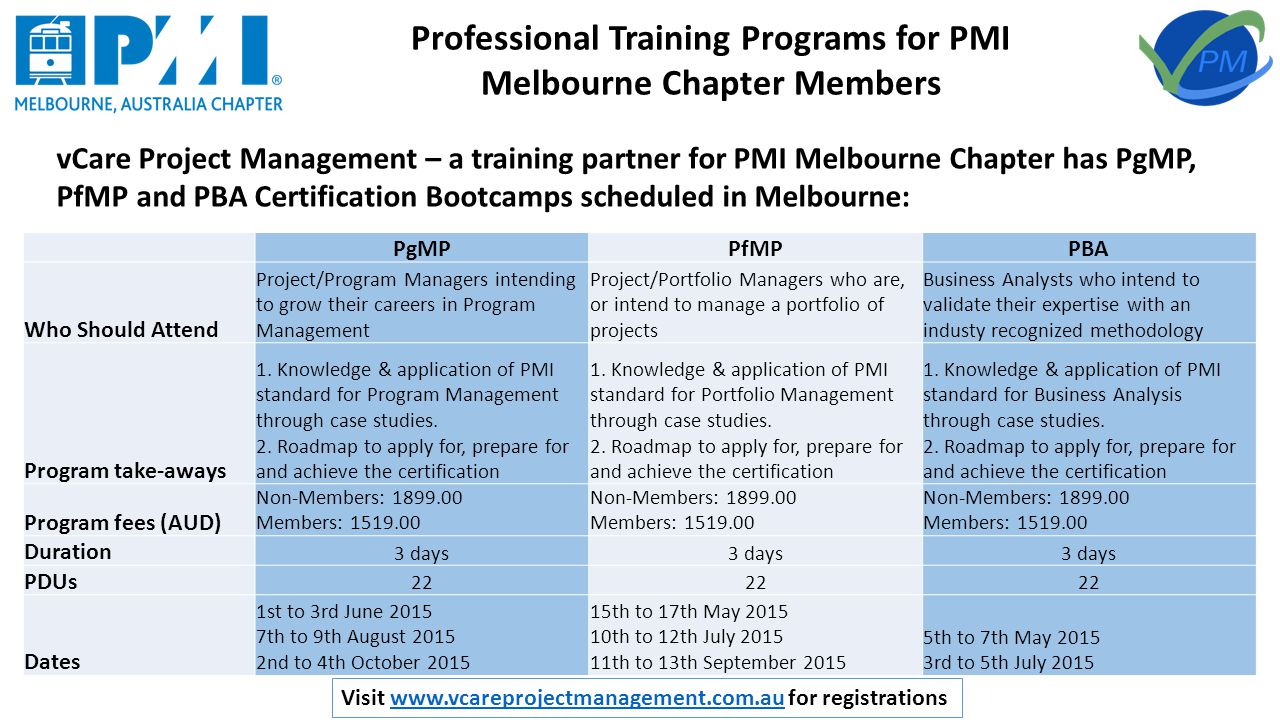 PMI®
MELBOURNE, AUSTRALIA CHAPTER
Professional Training Programs for PMI
Melbourne Chapter Members
PM
vCare Project Management – a training partner for PMI Melbourne Chapter has PgMP,
PfMP and PBA Certification Bootcamps scheduled in Melbourne:
PgMP
PfMP
PBA
Who Should Attend
Project/Program Managers intending
to grow their careers in Program
Management
Project/Portfolio Managers who are,
or intend to manage a portfolio of
projects
Business Analysts who intend to
validate their expertise with an
industy recognized methodology
Program take-aways
1. Knowledge & application of PMI
standard for Program Management
through case studies.
2. Roadmap to apply for, prepare for
and achieve the certification
1. Knowledge & application of PMI
standard for Portfolio Management
through case studies.
2. Roadmap to apply for, prepare for
and achieve the certification
1. Knowledge & application of PMI
standard for Business Analysis
through case studies.
2. Roadmap to apply for, prepare for
and achieve the certification
Program fees (AUD)
Non-Members: 1899.00
Members: 1519.00
Non-Members: 1899.00
Members: 1519.00
Non-Members: 1899.00
Members: 1519.00
Duration
3 days
3 days
3 days
PDUs
22
22
22
Dates
1st to 3rd June 2015
7th to 9th August 2015
2nd to 4th October 2015
15th to 17th May 2015
10th to 12th July 2015
11th to 13th September 2015
5th to 7th May 2015
3rd to 5th July 2015
Visit www.vcareprojectmanagement.com.au for registrations